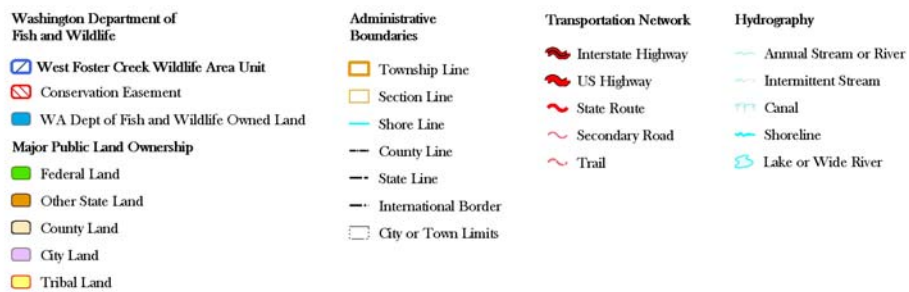 Washington Department of
Fish and Wildlife
West Foster Creek Wildlife Area Unit
Conservation Easement
WA Dept of Fish and Wildlife Owned Land
Major Public Land Ownership
Federal Land
Other State Land
County Land
City Land
Tribal Land
Administrative
Boundaries
Township Line
Section Line
Shore Line
County Line
State Line
International Border
City or Town Limits
Transportation Network
Interstate Highway
US Highway
State Route
Secondary Road
Trail
Hydrography
Annual Stream or River
Intermittent Stream
Canal
Shoreline
Lake or Wide River